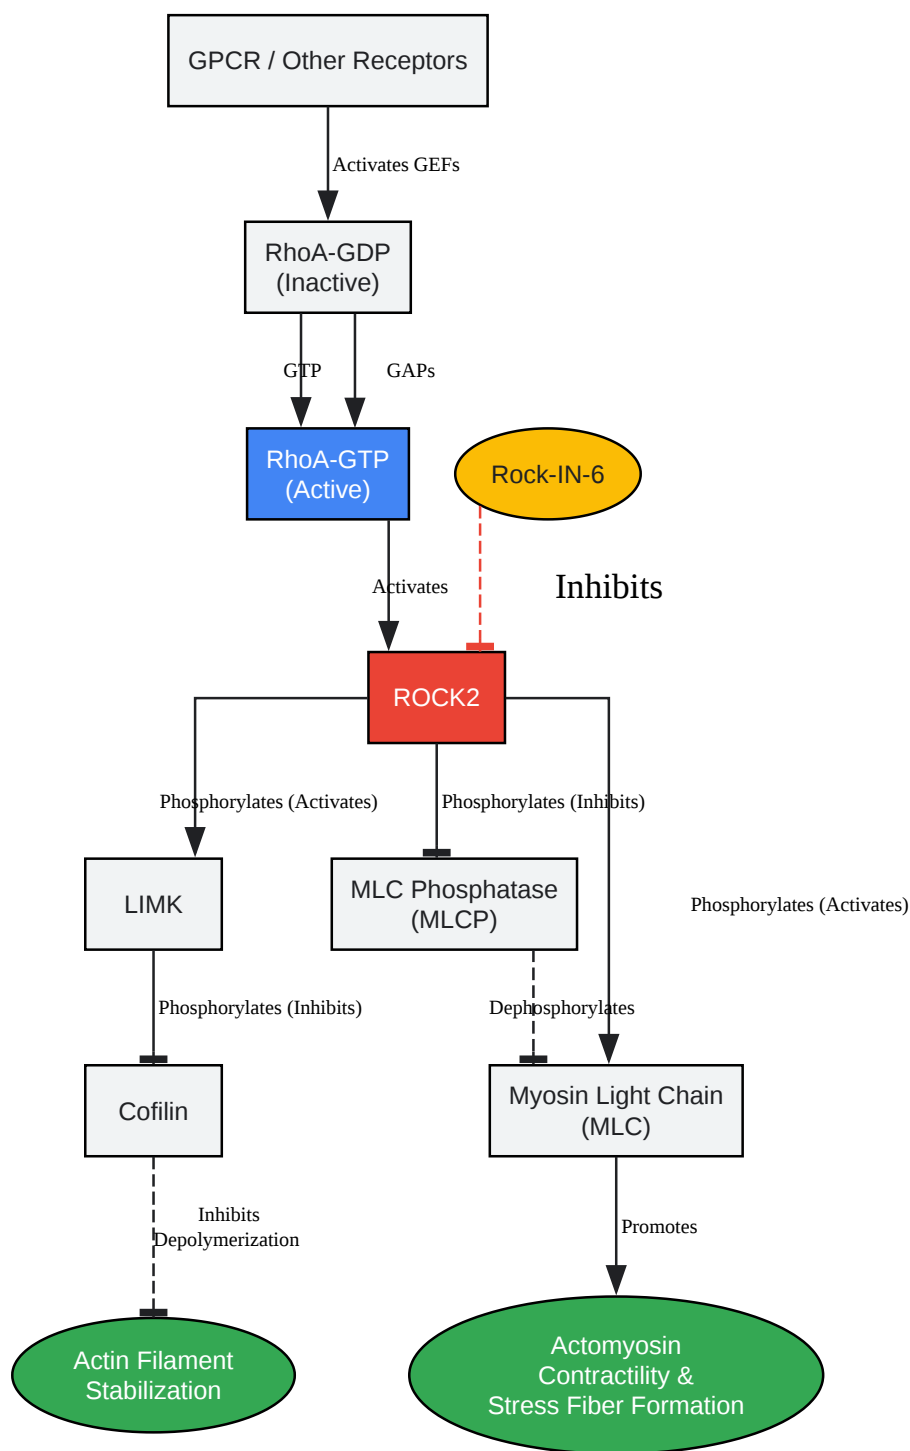 GPCR / Other Receptors
Activates GEFs
RhoA-GDP
(Inactive)
GTP
GAPs
RhoA-GTP
(Active)
Rock-IN-6
Activates
Inhibits
ROCK2
Phosphorylates (Activates)
Phosphorylates (Inhibits)
LIMK
MLC Phosphatase
(MLCP)
Phosphorylates (Activates)
Phosphorylates (Inhibits)
Dephosphorylates
Cofilin
Myosin Light Chain
(MLC)
Inhibits
Depolymerization
Promotes
Actin Filament
Stabilization
Actomyosin
Contractility &
Stress Fiber Formation